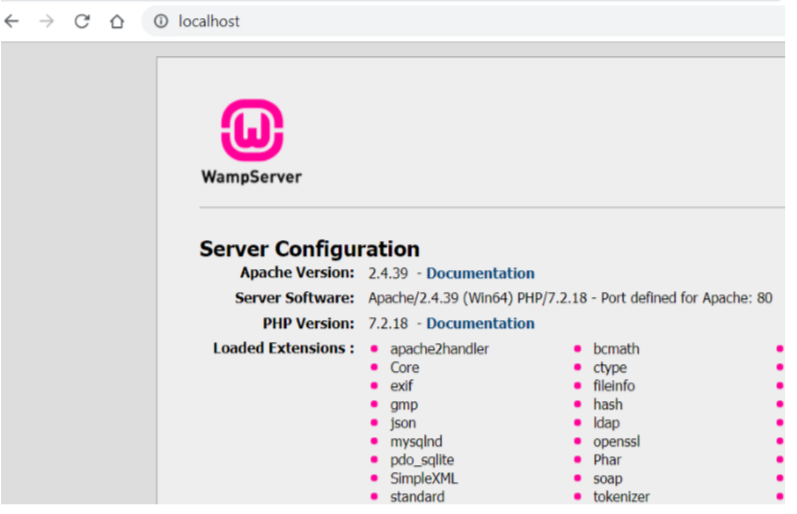 localhost
WampServer
Server Configuration
Apache Version: 2.4.39 - Documentation
Server Software: Apache/2.4.39 (Win64) PHP/7.2.18 - Port defined for Apache: 80
PHP Version: 7.2.18 - Documentation
Loaded Extensions : apache2handler bcmath
Core ctype
exif fileinfo
gmp hash
json ldap
mysqlnd openssl
pdo_sqlite Phar
SimpleXML soap
standard tokenizer